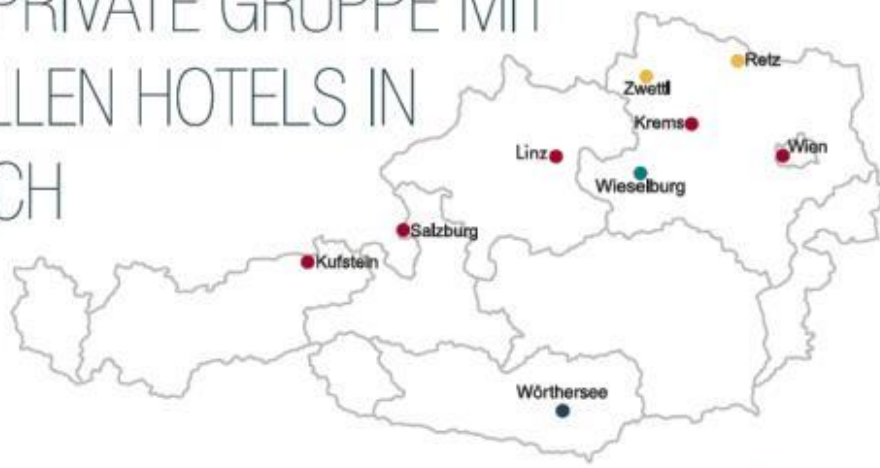 PRIVATE GRUPPE MIT
LLEN HOTELS IN
CH
Retz
Zwettl
Krems
Wien
Linz
Wieselburg
Salzburg
Kufstein
Wörthersee